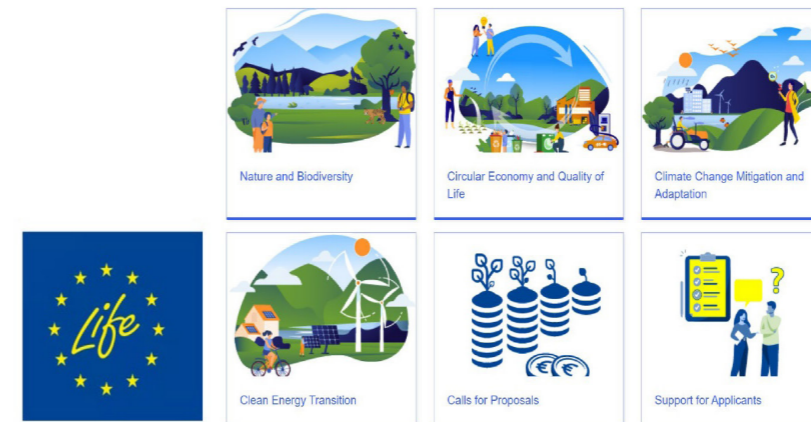 Nature and Biodiversity
Circular Economy and Quality of
Life
Climate Change Mitigation and
Adaptation
Life
Clean Energy Transition
Calls for Proposals
Support for Applicants